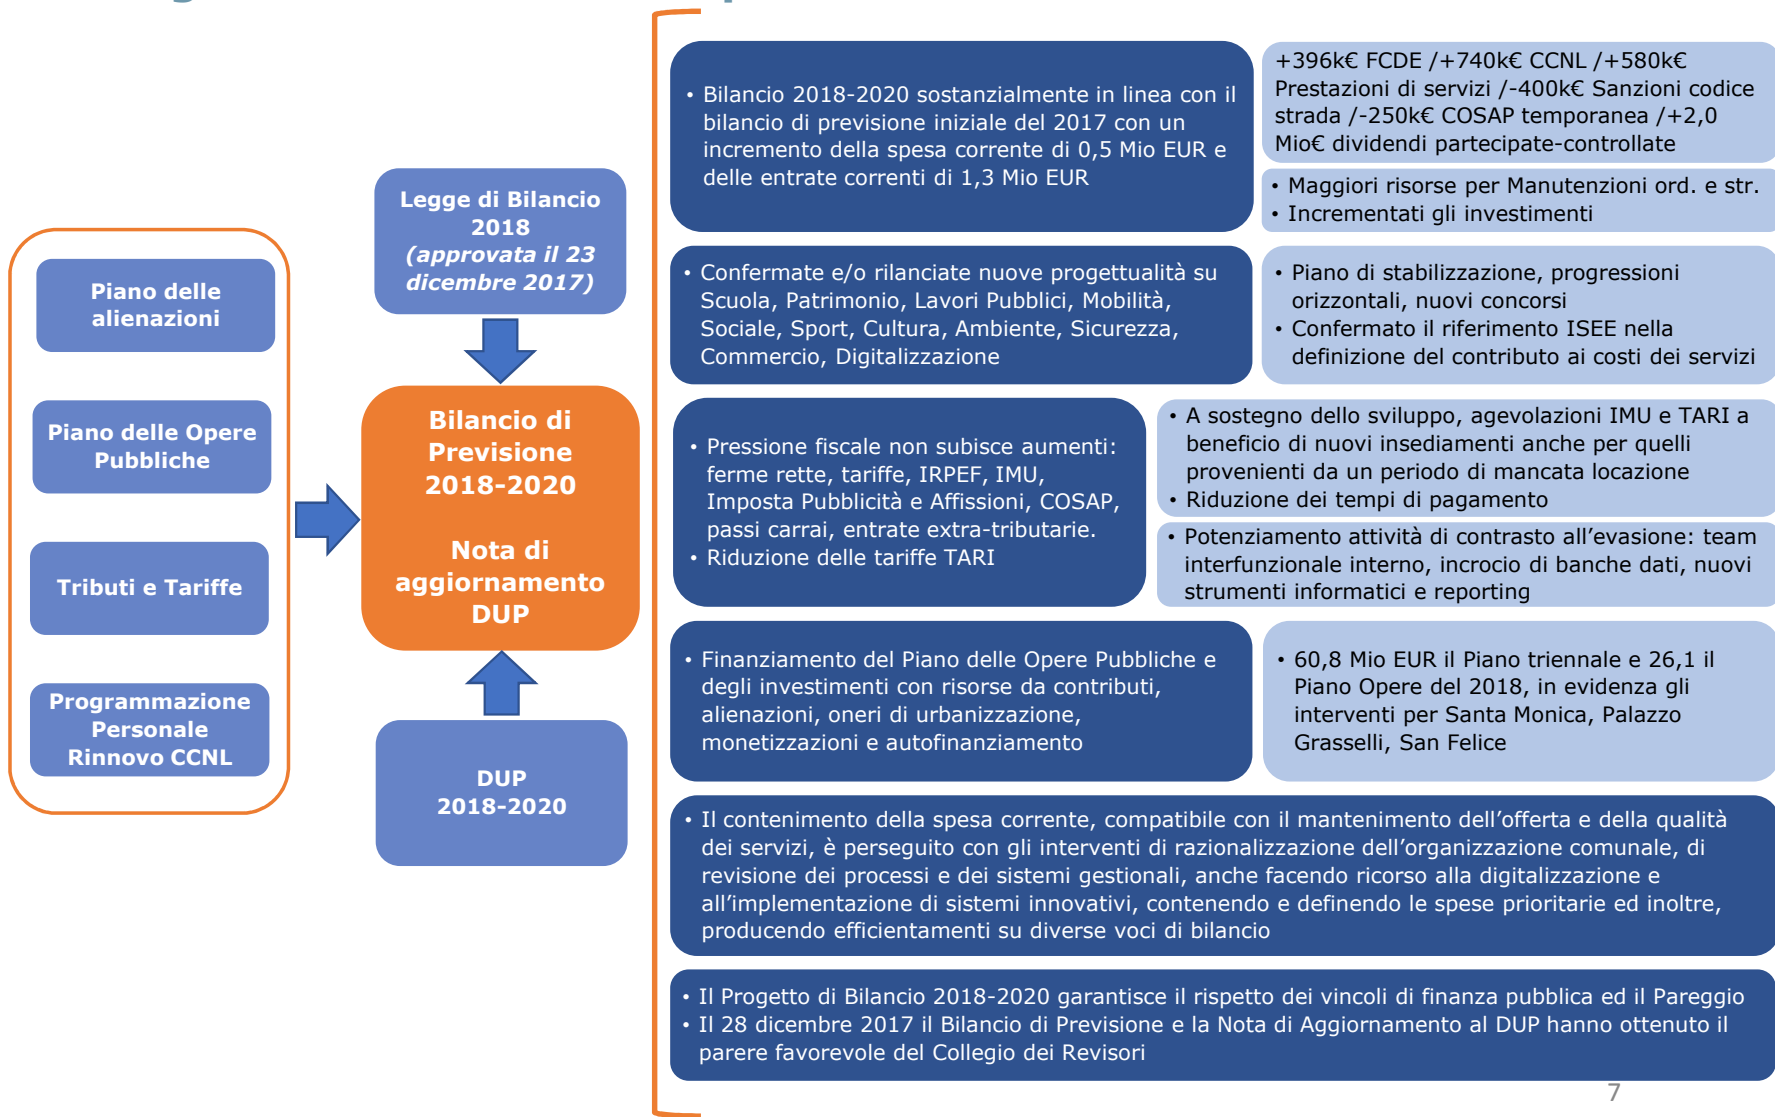 Piano delle
alienazioni
Piano delle Opere
Pubbliche
Tributi e Tariffe
Programmazione
Personale
Rinnovo CCNL
Legge di Bilancio
2018
(approvata il 23
dicembre 2017)
Bilancio di
Previsione
2018-2020
Nota di
aggiornamento
DUP
DUP
2018-2020
• Bilancio 2018-2020 sostanzialmente in linea con il
bilancio di previsione iniziale del 2017 con un
incremento della spesa corrente di 0,5 Mio EUR e
delle entrate correnti di 1,3 Mio EUR
+396k€ FCDE /+740k€ CCNL /+580k€
Prestazioni di servizi /-400k€ Sanzioni codice
strada /-250k€ COSAP temporanea /+2,0
Mio€ dividendi partecipate-controllate
• Maggiori risorse per Manutenzioni ord. e str.
• Incrementati gli investimenti
• Confermate e/o rilanciate nuove progettualità su
Scuola, Patrimonio, Lavori Pubblici, Mobilità,
Sociale, Sport, Cultura, Ambiente, Sicurezza,
Commercio, Digitalizzazione
• Piano di stabilizzazione, progressioni
orizzontali, nuovi concorsi
• Confermato il riferimento ISEE nella
definizione del contributo ai costi dei servizi
• Pressione fiscale non subisce aumenti:
ferme rette, tariffe, IRPEF, IMU,
Imposta Pubblicità e Affissioni, COSAP,
passi carrai, entrate extra-tributarie.
• Riduzione delle tariffe TARI
• A sostegno dello sviluppo, agevolazioni IMU e TARI a
beneficio di nuovi insediamenti anche per quelli
provenienti da un periodo di mancata locazione
• Riduzione dei tempi di pagamento
• Potenziamento attività di contrasto all’evasione: team
interfunzionale interno, incrocio di banche dati, nuovi
strumenti informatici e reporting
• Finanziamento del Piano delle Opere Pubbliche e
degli investimenti con risorse da contributi,
alienazioni, oneri di urbanizzazione,
monetizzazioni e autofinanziamento
• 60,8 Mio EUR il Piano triennale e 26,1 il
Piano Opere del 2018, in evidenza gli
interventi per Santa Monica, Palazzo
Grasselli, San Felice
• Il contenimento della spesa corrente, compatibile con il mantenimento dell’offerta e della qualità
dei servizi, è perseguito con gli interventi di razionalizzazione dell’organizzazione comunale, di
revisione dei processi e dei sistemi gestionali, anche facendo ricorso alla digitalizzazione e
all’implementazione di sistemi innovativi, contenendo e definendo le spese prioritarie ed inoltre,
producendo efficientamenti su diverse voci di bilancio
• Il Progetto di Bilancio 2018-2020 garantisce il rispetto dei vincoli di finanza pubblica ed il Pareggio
• Il 28 dicembre 2017 il Bilancio di Previsione e la Nota di Aggiornamento al DUP hanno ottenuto il
parere favorevole del Collegio dei Revisori
7